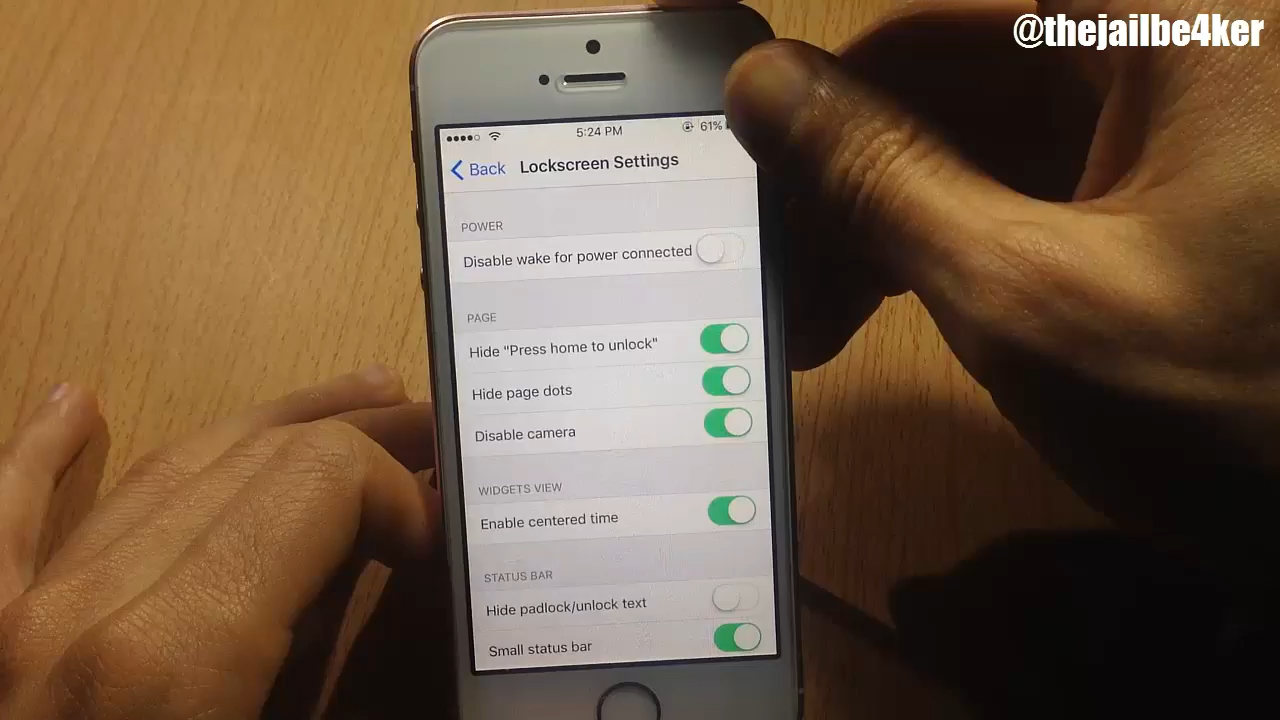 @thejailbe4ker
5:24 PM 61%
Back Lockscreen Settings
POWER
Disable wake for power connected
PAGE
Hide "Press home to unlock"
Hide page dots
Disable camera
WIDGETS VIEW
Enable centered time
STATUS BAR
Hide padlock/unlock text
Small status bar